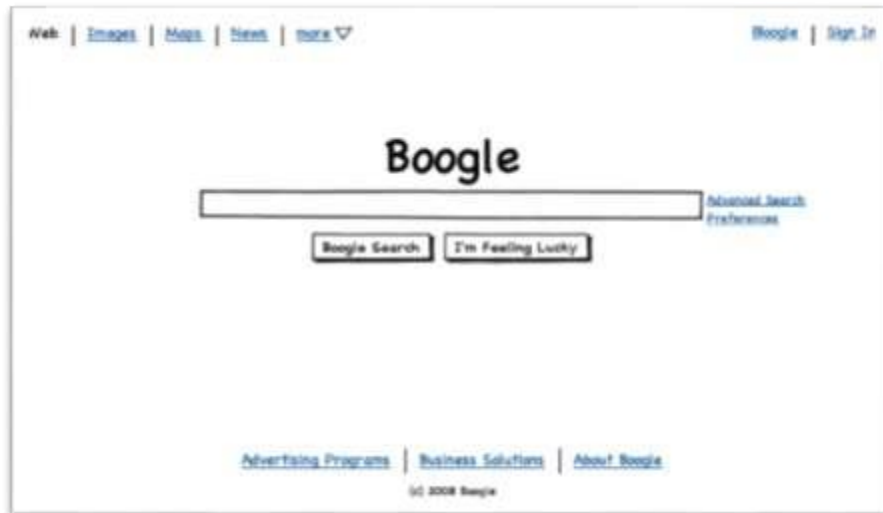 Web | Images | Maps | News | more ▽ Boogle | Sign In
Boogle
Advanced Search
Preferences
Boogle Search I'm Feeling Lucky
Advertising Programs | Business Solutions | About Boogle
(c) 2008 Boogle